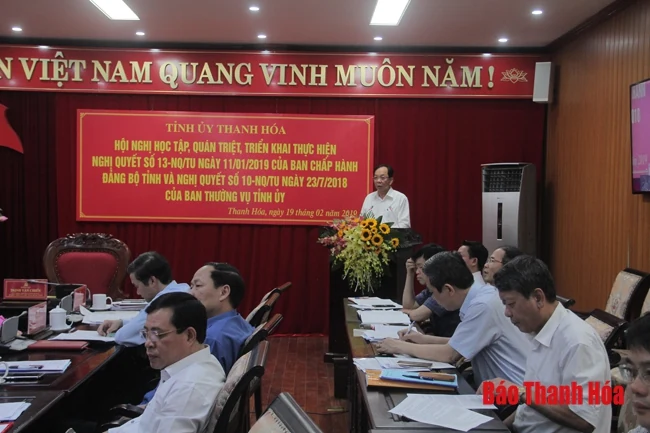 N VIỆT NAM QUANG VINH MUÔN NĂM!
TỈNH ỦY THANH HÓA
HỘI NGHỊ HỌC TẬP, QUÁN TRIỆT, TRIỂN KHAI THỰC HIỆN
NGHỊ QUYẾT SỐ 13-NQ/TU NGÀY 11/01/2019 CỦA BAN CHẤP HÀNH
ĐẢNG BỘ TỈNH VÀ NGHỊ QUYẾT SỐ 10-NQ/TU NGÀY 23/7/2018
CỦA BAN THƯỜNG VỤ TỈNH ỦY
Thanh Hóa, ngày 19 tháng 02 năm 2019
Báo Thanh Hóa